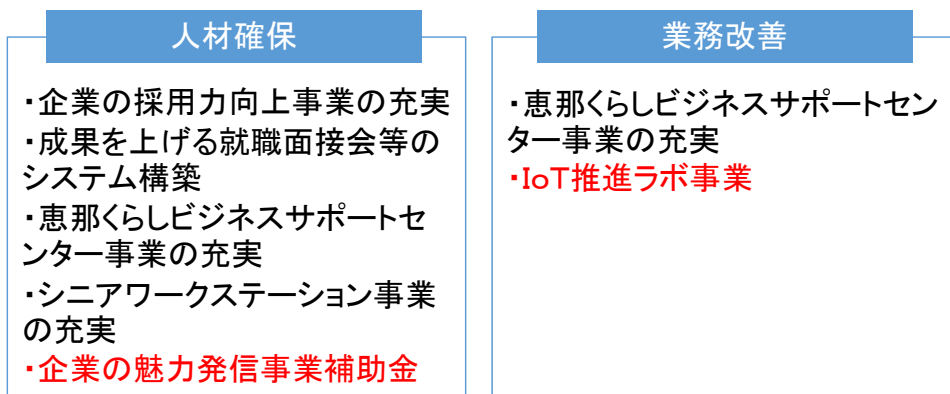 人材確保
・企業の採用力向上事業の充実
・成果を上げる就職面接会等の
システム構築
・恵那くらしビジネスサポートセ
ンター事業の充実
・シニアワークステーション事業
の充実
・企業の魅力発信事業補助金
業務改善
・恵那くらしビジネスサポートセン
ター事業の充実
・IoT推進ラボ事業